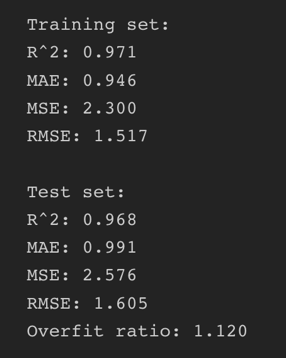 Training set:
R^2: 0.971
MAE: 0.946
MSE: 2.300
RMSE: 1.517
Test set:
R^2: 0.968
MAE: 0.991
MSE: 2.576
RMSE: 1.605
Overfit ratio: 1.120